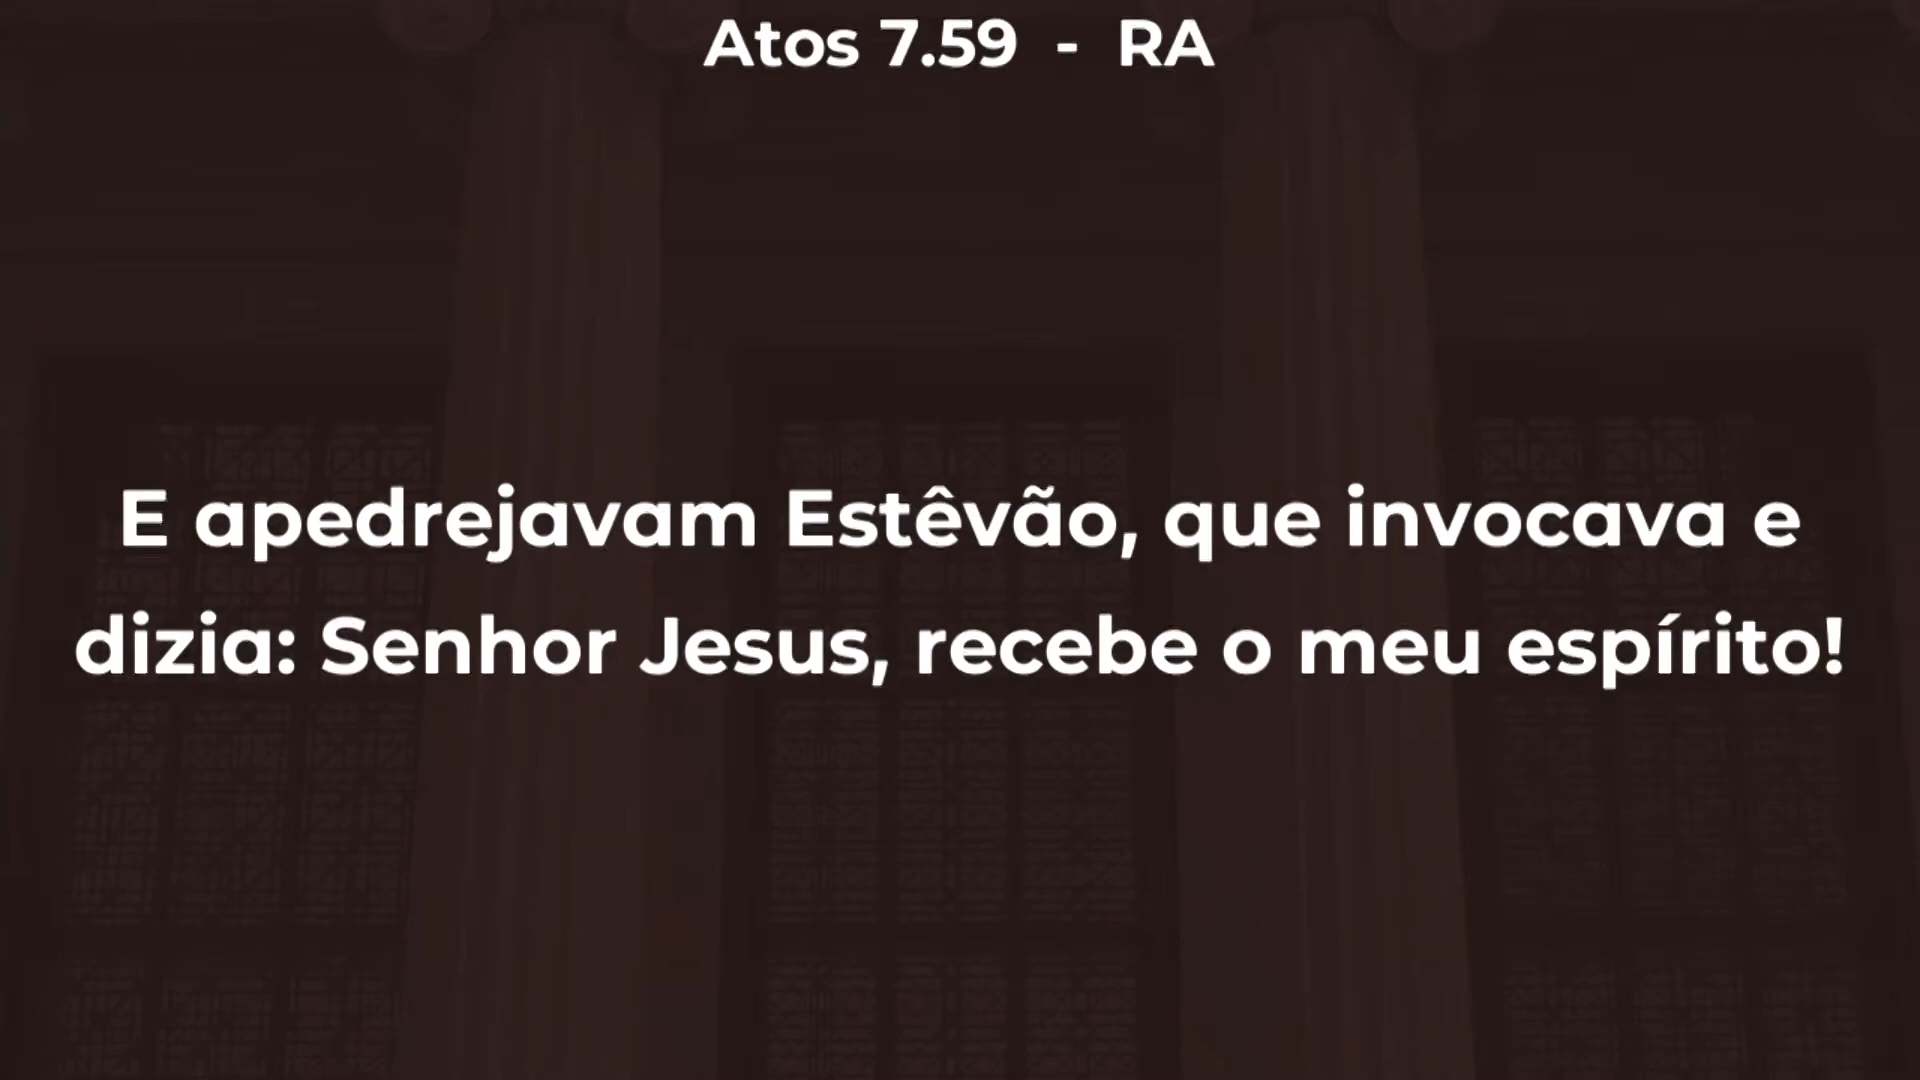 Atos 7.59 - RA
E apedrejavam Estêvão, que invocava e
dizia: Senhor Jesus, recebe o meu espírito!